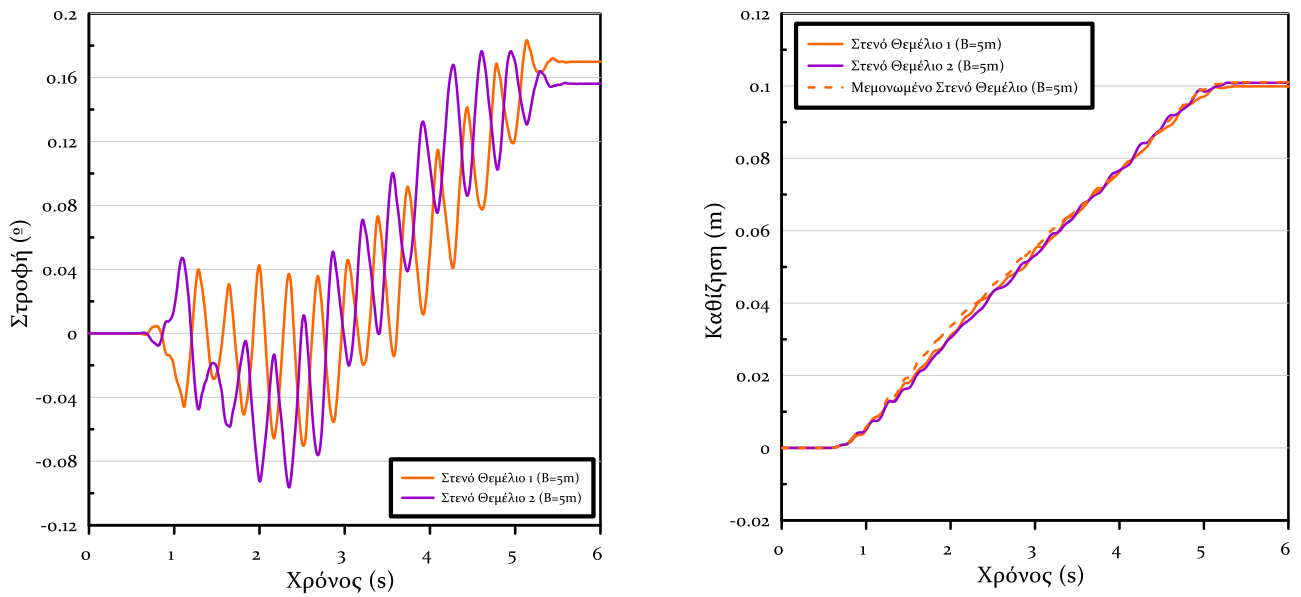 0.2
0.16
0.12
0.08
0.04
0
-0.04
-0.08
-0.12
Στροφή (º)
0 1 2 3 4 5 6
Χρόνος (s)
Στενό Θεμέλιο 1 (B=5m)
Στενό Θεμέλιο 2 (B=5m)
0.12
0.1
0.08
0.06
0.04
0.02
0
-0.02
Καθίζηση (m)
0 1 2 3 4 5 6
Χρόνος (s)
Στενό Θεμέλιο 1 (B=5m)
Στενό Θεμέλιο 2 (B=5m)
Μεμονωμένο Στενό Θεμέλιο (B=5m)